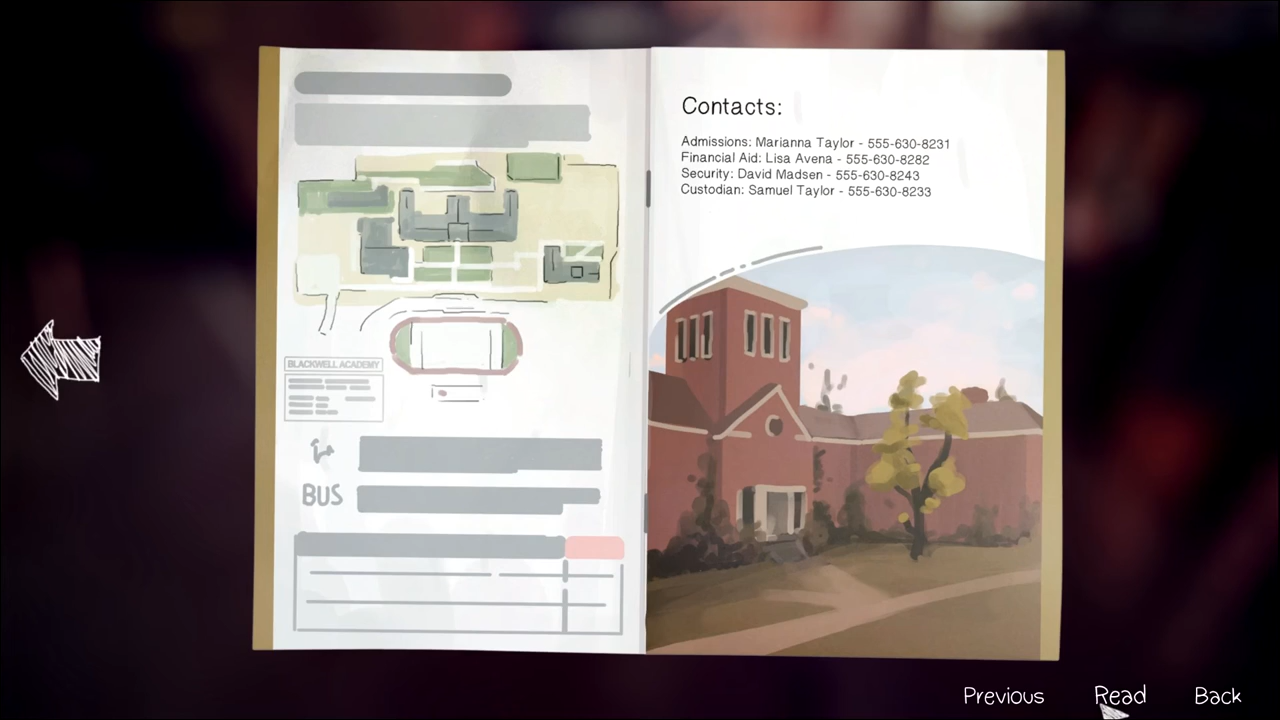 BLACKWELL ACADEMY
BUS
Contacts:
Admissions: Marianna Taylor - 555-630-8231
Financial Aid: Lisa Avena - 555-630-8282
Security: David Madsen - 555-630-8243
Custodian: Samuel Taylor - 555-630-8233
Previous
Read
Back